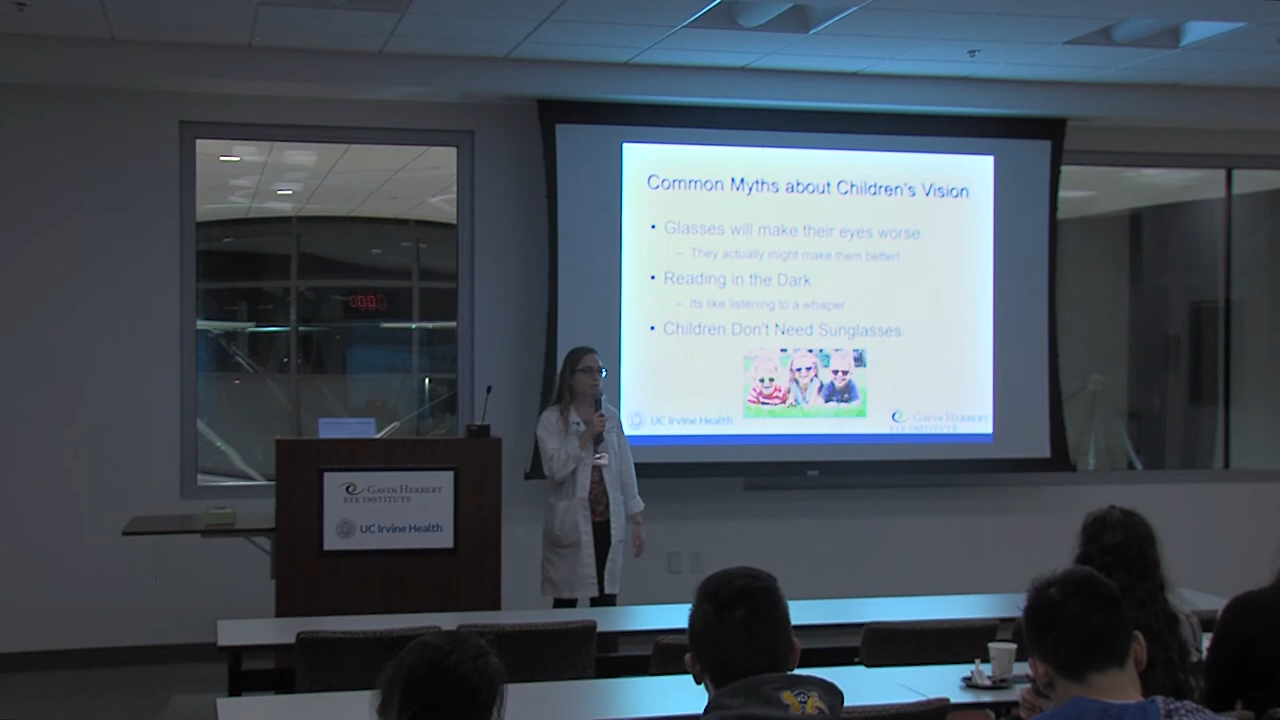 Common Myths about Children's Vision
• Glasses will make their eyes worse
– They actually might make them better!
• Reading in the Dark
– Its like listening to a whisper
• Children Don't Need Sunglasses
UC Irvine Health
GAVIN HERBERT
EYE INSTITUTE
GAVIN HERBERT
EYE INSTITUTE
UC Irvine Health